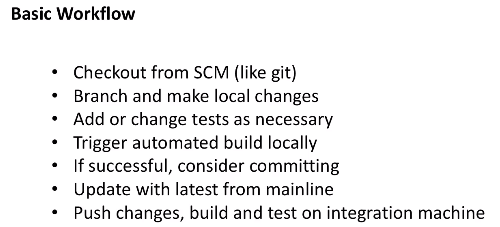 Basic Workflow
• Checkout from SCM (like git)
• Branch and make local changes
• Add or change tests as necessary
• Trigger automated build locally
• If successful, consider committing
• Update with latest from mainline
• Push changes, build and test on integration machine